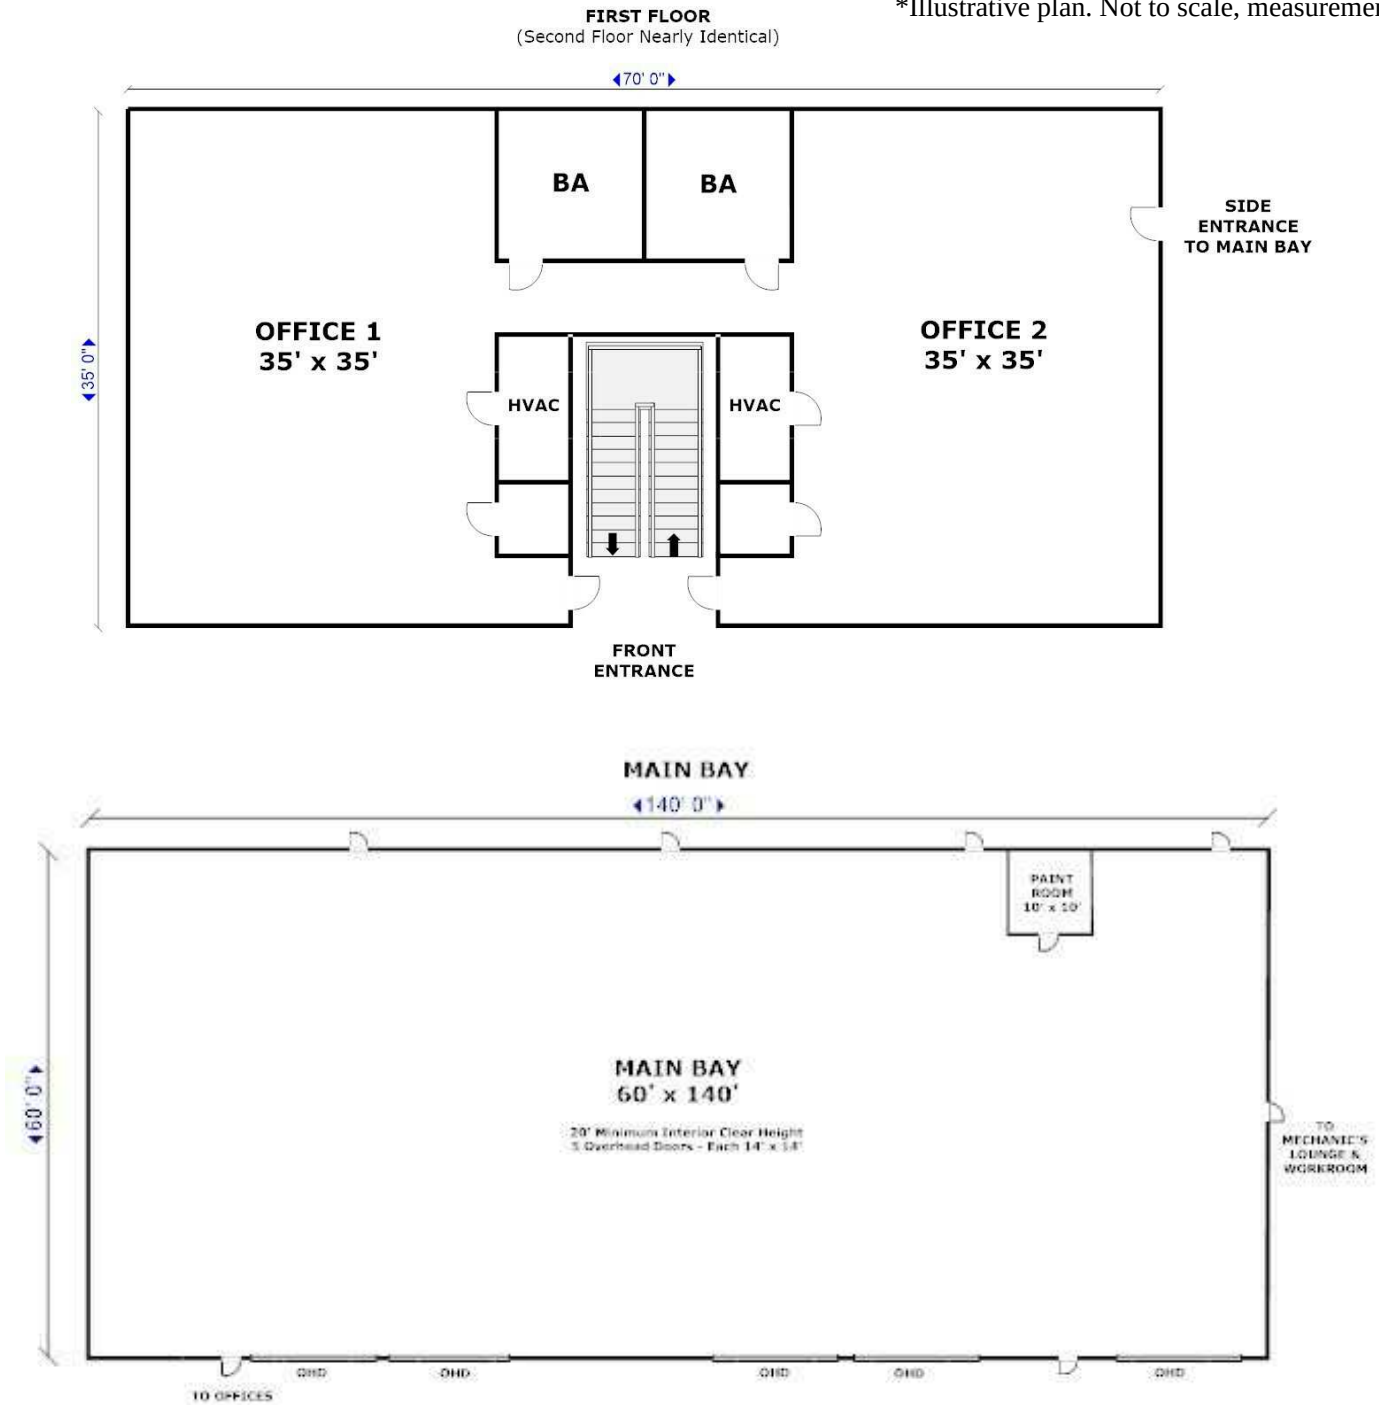 *Illustrative plan. Not to scale, measuremen
FIRST FLOOR
(Second Floor Nearly Identical)
70' 0"
BA
BA
SIDE
ENTRANCE
TO MAIN BAY
OFFICE 1
35' x 35'
OFFICE 2
35' x 35'
35' 0"
HVAC
HVAC
FRONT
ENTRANCE
MAIN BAY
140' 0"
PAINT
ROOM
10' x 10'
MAIN BAY
60' x 140'
20' Minimum Interior Clear Height
5 Overhead Doors - Each 14' x 14'
60' 0"
TO
MECHANIC'S
LOUNGE &
WORKROOM
OHD
OHD
OHD
OHD
OHD
TO OFFICES